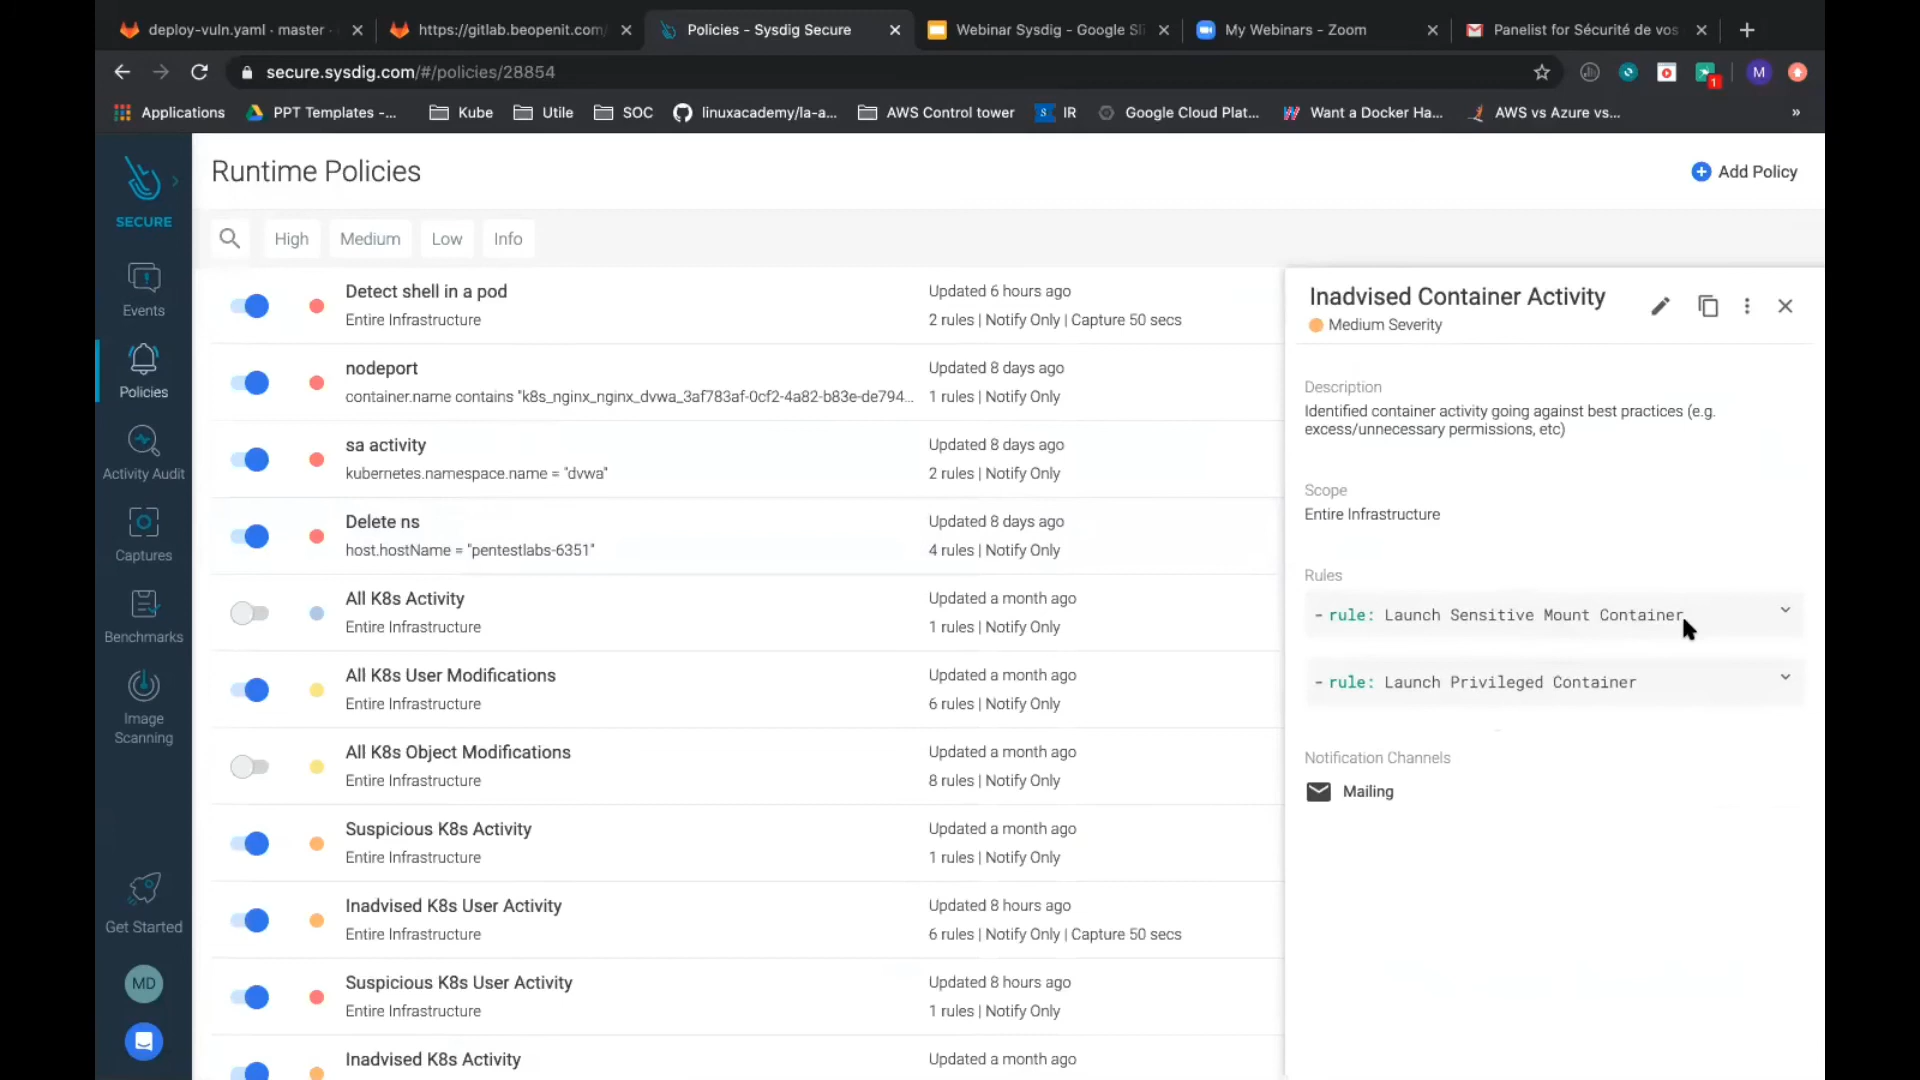 deploy-vuln.yaml · master ·
https://gitlab.beopenit.com/
Policies - Sysdig Secure
Webinar Sysdig - Google Sli
My Webinars - Zoom
Panelist for Sécurité de vos
secure.sysdig.com/#/policies/28854
1
M
Applications
PPT Templates -...
Kube
Utile
SOC
linuxacademy/la-a...
AWS Control tower
S
IR
Google Cloud Plat...
Want a Docker Ha...
AWS vs Azure vs...
»
SECURE
Events
Policies
Activity Audit
Captures
Benchmarks
Image
Scanning
Get Started
MD
Runtime Policies
Add Policy
High
Medium
Low
Info
Detect shell in a pod
Updated 6 hours ago
Entire Infrastructure
2 rules | Notify Only | Capture 50 secs
nodeport
Updated 8 days ago
container.name contains "k8s_nginx_nginx_dvwa_3af783af-0cf2-4a82-b83e-de794...
1 rules | Notify Only
sa activity
Updated 8 days ago
kubernetes.namespace.name = "dvwa"
2 rules | Notify Only
Delete ns
Updated 8 days ago
host.hostName = "pentestlabs-6351"
4 rules | Notify Only
All K8s Activity
Updated a month ago
Entire Infrastructure
1 rules | Notify Only
All K8s User Modifications
Updated a month ago
Entire Infrastructure
6 rules | Notify Only
All K8s Object Modifications
Updated a month ago
Entire Infrastructure
8 rules | Notify Only
Suspicious K8s Activity
Updated a month ago
Entire Infrastructure
1 rules | Notify Only
Inadvised K8s User Activity
Updated 8 hours ago
Entire Infrastructure
6 rules | Notify Only | Capture 50 secs
Suspicious K8s User Activity
Updated 8 hours ago
Entire Infrastructure
1 rules | Notify Only
Inadvised K8s Activity
Updated a month ago
Inadvised Container Activity
Medium Severity
Description
Identified container activity going against best practices (e.g.
excess/unnecessary permissions, etc)
Scope
Entire Infrastructure
Rules
- rule: Launch Sensitive Mount Container
- rule: Launch Privileged Container
Notification Channels
Mailing